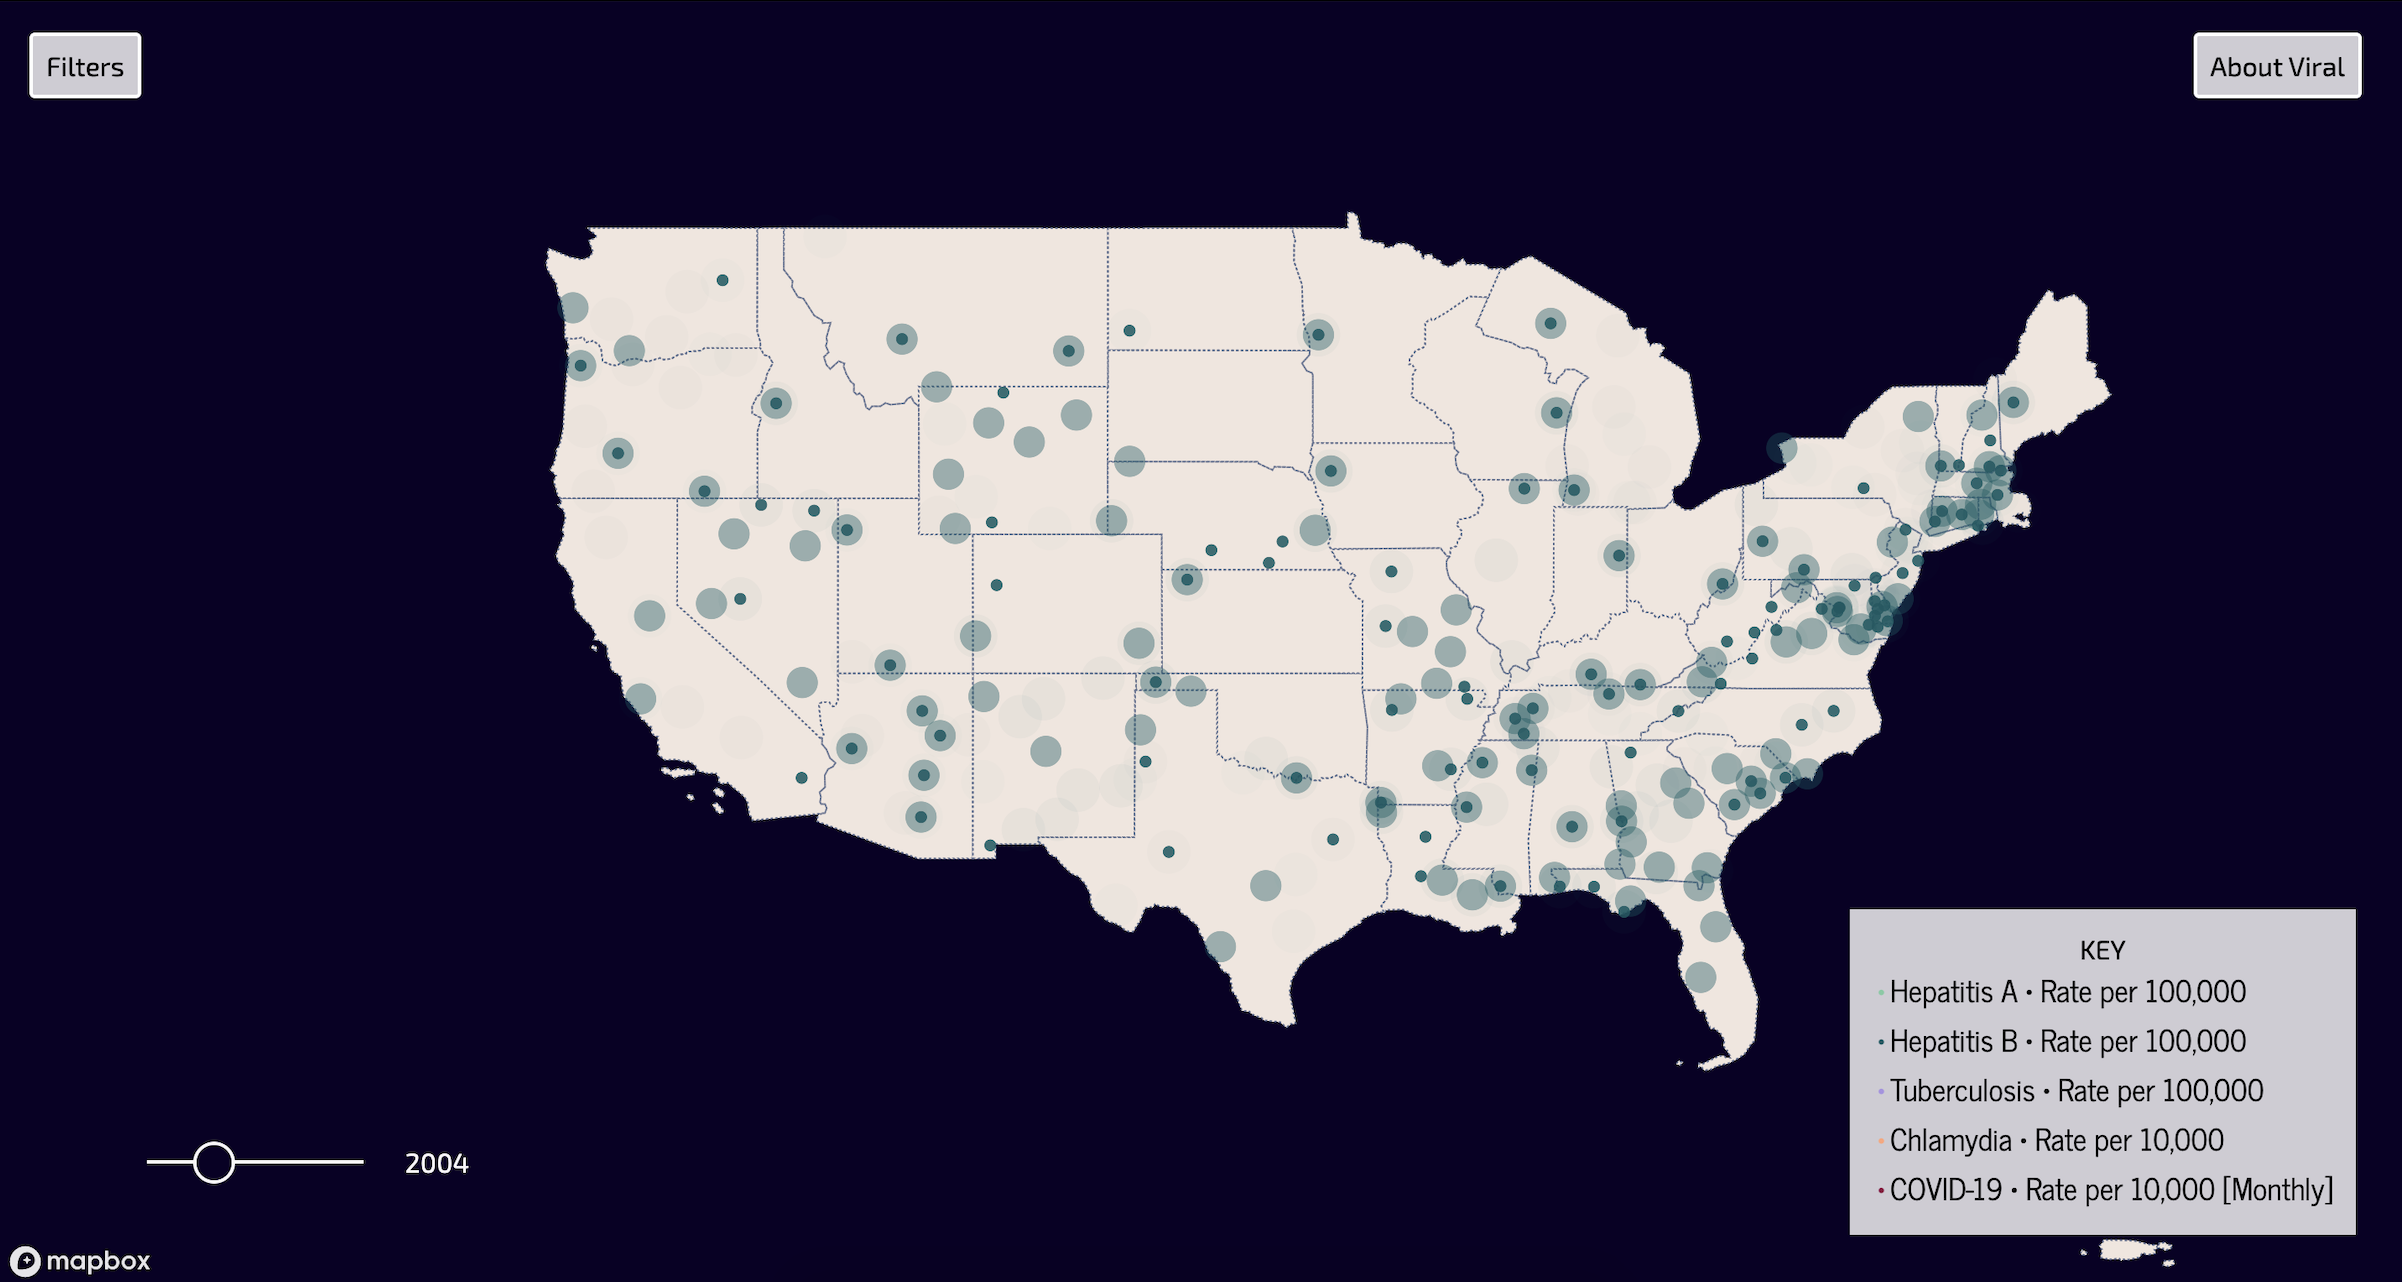 Filters
About Viral
KEY
Hepatitis A • Rate per 100,000
Hepatitis B • Rate per 100,000
Tuberculosis • Rate per 100,000
Chlamydia • Rate per 10,000
COVID-19 • Rate per 10,000 [Monthly]
2004
mapbox